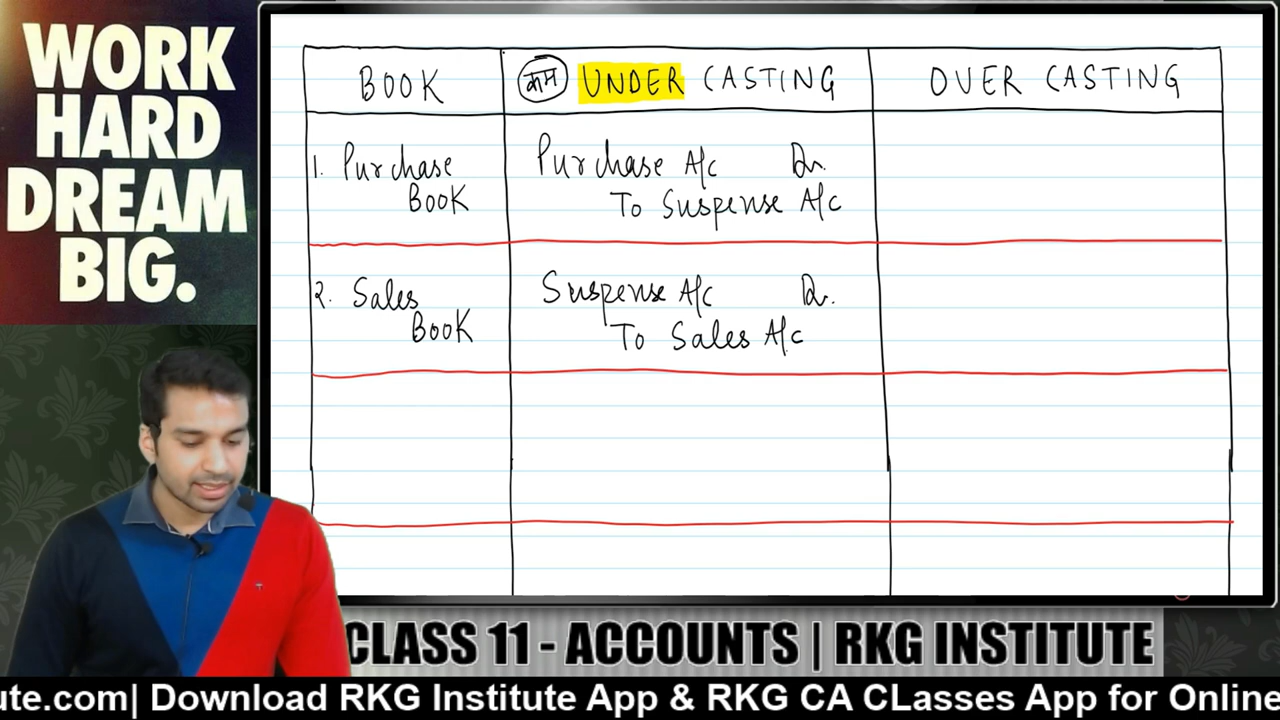 WORK
HARD
DREAM
BIG.
BOOK
कम UNDER CASTING
OVER CASTING
1. Purchase
BOOK
Purchase A/c Dr.
To Suspense A/c
2. Sales
BOOK
Suspense A/c Dr.
To Sales A/c
CLASS 11 - ACCOUNTS | RKG INSTITUTE
ute.com| Download RKG Institute App & RKG CA CLasses App for Online